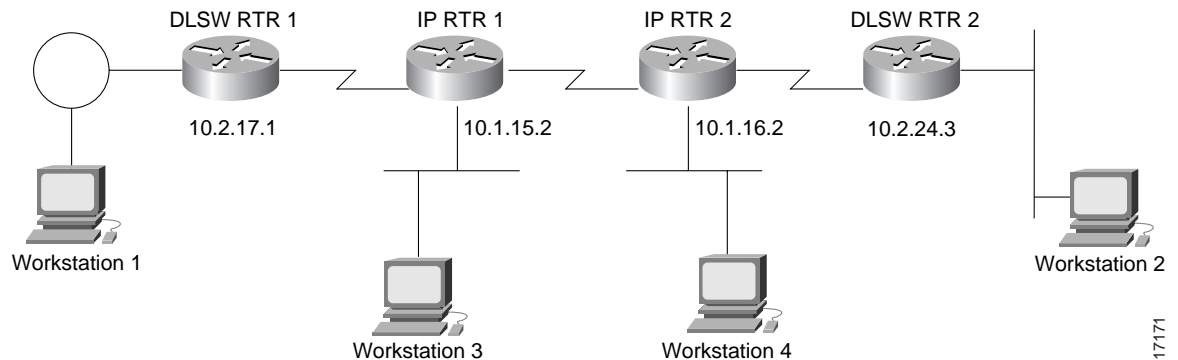 DLSW RTR 1
IP RTR 1
IP RTR 2
DLSW RTR 2
10.2.17.1
10.1.15.2
10.1.16.2
10.2.24.3
Workstation 1
Workstation 2
Workstation 3
Workstation 4
17171